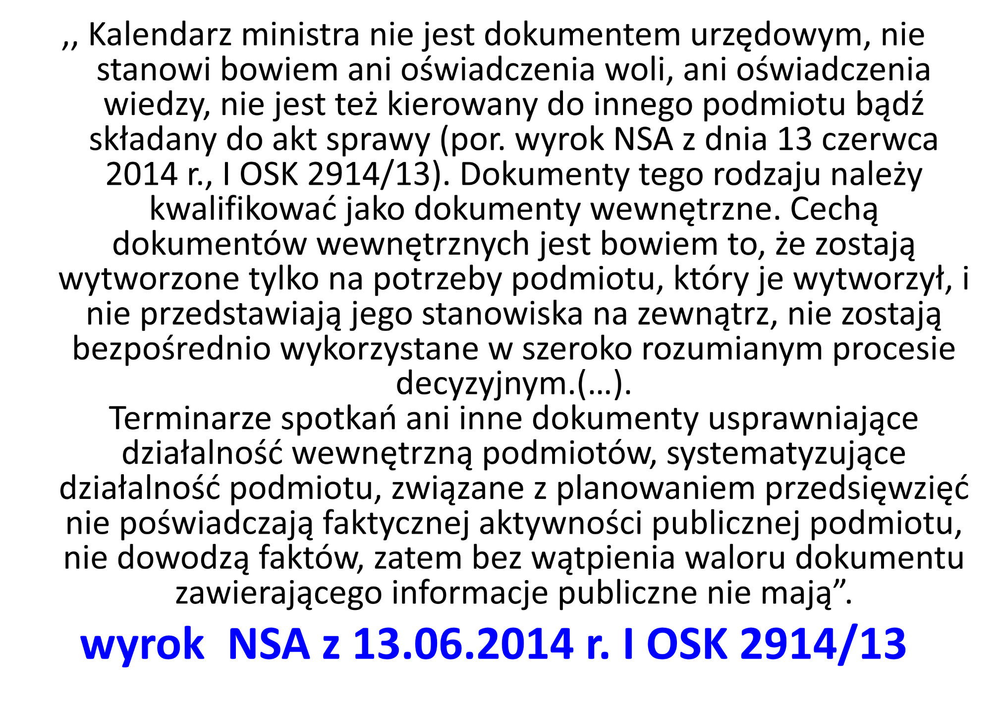 ,, Kalendarz ministra nie jest dokumentem urzędowym, nie
stanowi bowiem ani oświadczenia woli, ani oświadczenia
wiedzy, nie jest też kierowany do innego podmiotu bądź
składany do akt sprawy (por. wyrok NSA z dnia 13 czerwca
2014 r., I OSK 2914/13). Dokumenty tego rodzaju należy
kwalifikować jako dokumenty wewnętrzne. Cechą
dokumentów wewnętrznych jest bowiem to, że zostają
wytworzone tylko na potrzeby podmiotu, który je wytworzył, i
nie przedstawiają jego stanowiska na zewnątrz, nie zostają
bezpośrednio wykorzystane w szeroko rozumianym procesie
decyzyjnym.(…).
Terminarze spotkań ani inne dokumenty usprawniające
działalność wewnętrzną podmiotów, systematyzujące
działalność podmiotu, związane z planowaniem przedsięwzięć
nie poświadczają faktycznej aktywności publicznej podmiotu,
nie dowodzą faktów, zatem bez wątpienia waloru dokumentu
zawierającego informacje publiczne nie mają”.
wyrok  NSA z 13.06.2014 r. I OSK 2914/13